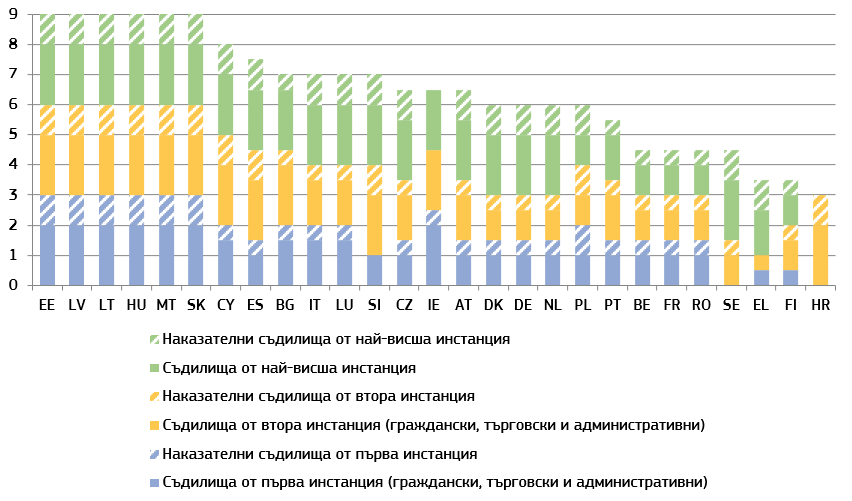 9
8
7
6
5
4
3
2
1
0
EE LV LT HU MT SK CY ES BG IT LU SI CZ IE AT DK DE NL PL PT BE FR RO SE EL FI HR
Наказателни съдилища от най-висша инстанция
Съдилища от най-висша инстанция
Наказателни съдилища от втора инстанция
Съдилища от втора инстанция (граждански, търговски и административни)
Наказателни съдилища от първа инстанция
Съдилища от първа инстанция (граждански, търговски и административни)